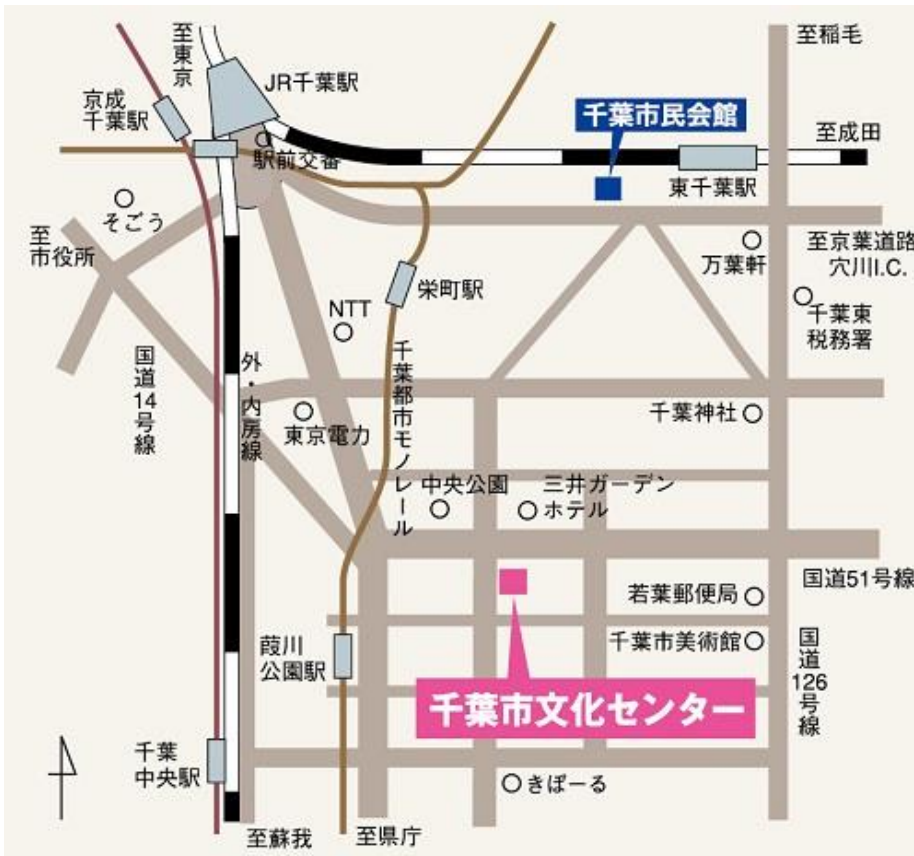 至東京
JR千葉駅
京成
千葉駅
駅前交番
至稲毛
千葉市民会館
至成田
東千葉駅
そごう
至
市役所
万葉軒
至京葉道路
穴川I.C.
栄町駅
NTT
千葉東
税務署
国道14号線
外・内房線
千葉都市モノレール
東京電力
千葉神社
中央公園
三井ガーデン
ホテル
国道51号線
若葉郵便局
千葉市美術館
国道126号線
葭川
公園駅
千葉市文化センター
千葉
中央駅
きぼーる
至蘇我
至県庁